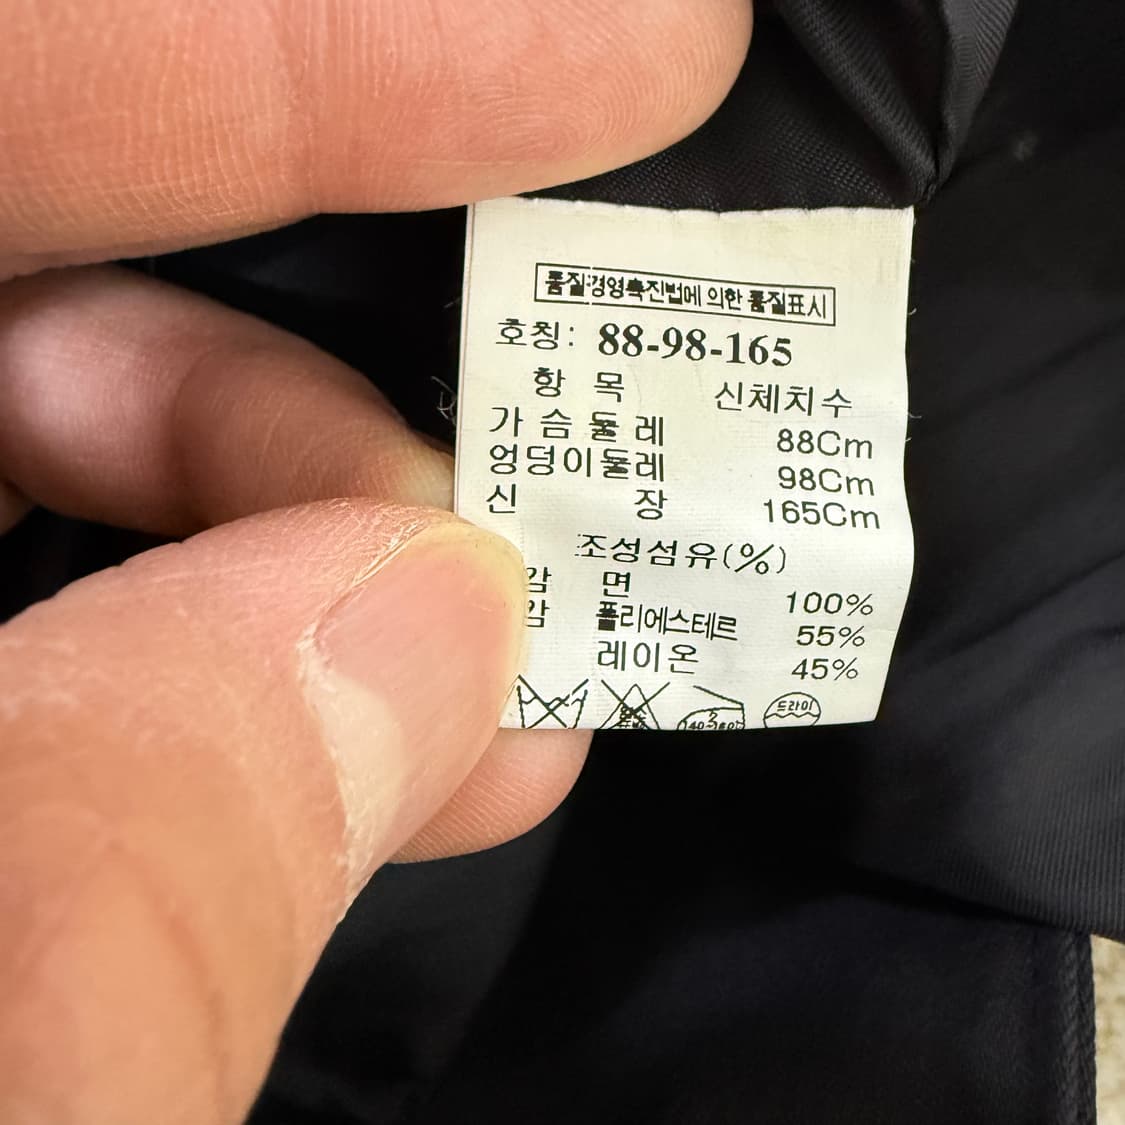 품질경영촉진법에 의한 품질표시
호칭: 88-98-165
항 목 신체치수
가 슴 둘 레 88Cm
엉덩이둘레 98Cm
신 장 165Cm
조성섬유(%)
감 면 100%
감 폴리에스테르 55%
레이온 45%
드라이